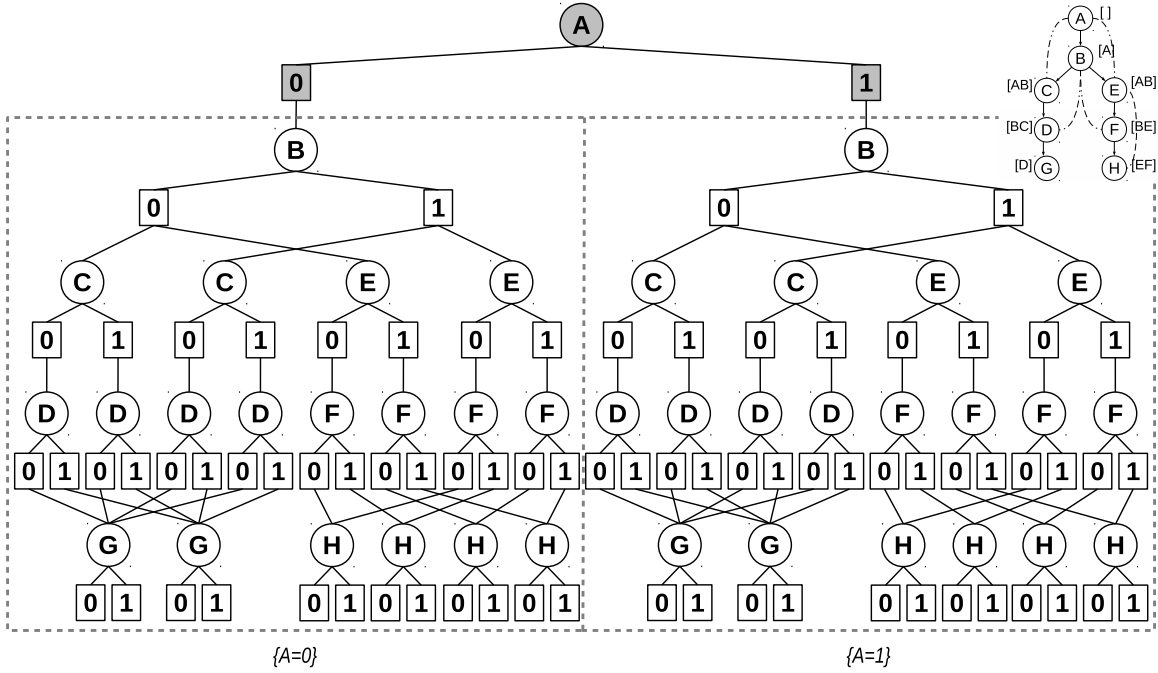 A
0 1
B B
0 1 0 1
C C E E C C E E
0 1 0 1 0 1 0 1 0 1 0 1 0 1 0 1
D D D D F F F F D D D D F F F F
0 1 0 1 0 1 0 1 0 1 0 1 0 1 0 1 0 1 0 1 0 1 0 1 0 1 0 1 0 1 0 1
G G H H H H G G H H H H
0 1 0 1 0 1 0 1 0 1 0 1 0 1 0 1 0 1 0 1 0 1 0 1
{A=0} {A=1}
A [ ]
B [A]
[AB] C E [AB]
[BC] D F [BE]
[D] G H [EF]